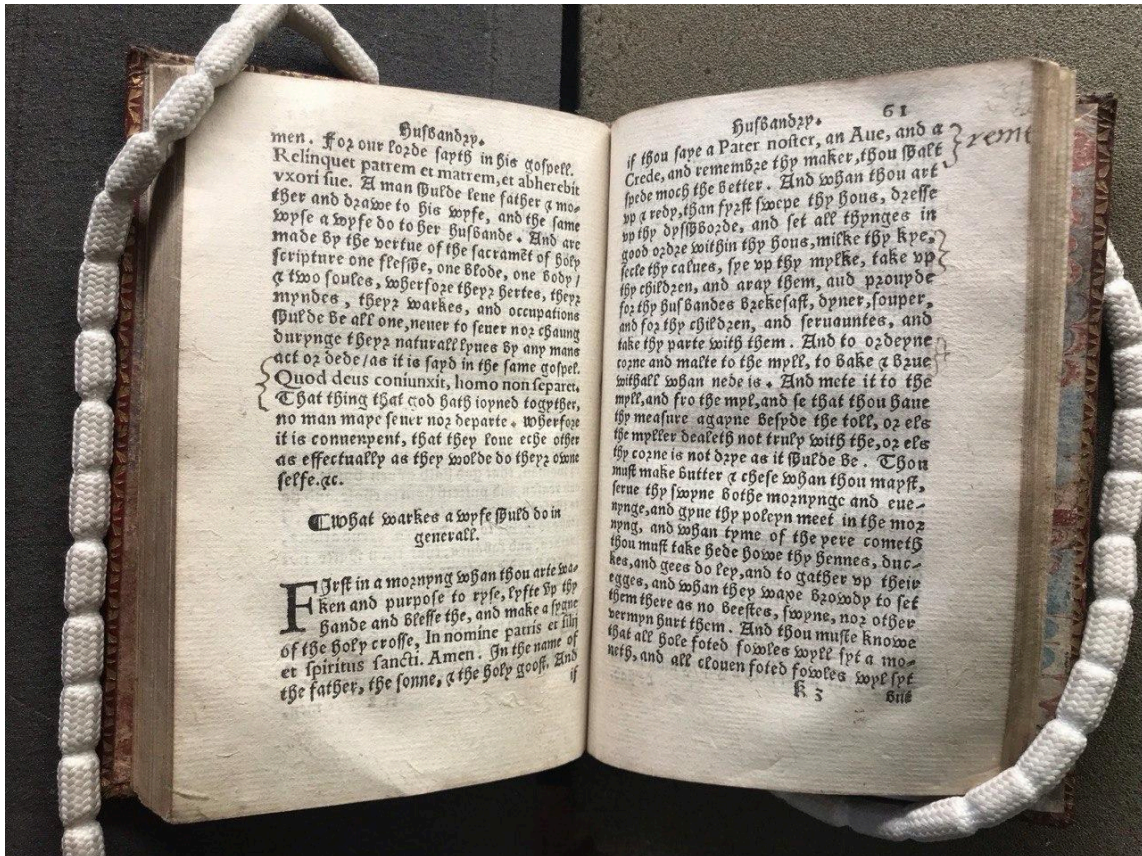 Husbandry.
men. For our lorde sayth in his gospell.
Relinquet patrem et matrem, et abherebit
vxori sue. A man shulde leue father ⁊ mo-
ther and drawe to his wyfe, and the same
wyse a wyfe do to her husbande. And are
made by the vertue of the sacramẽt of holy
scripture one flesshe, one blode, one body /
⁊ two soules, wherfore theyr hertes, theyr
myndes, theyr warkes, and occupations
shulde be all one, neuer to seuer nor chaung
durynge theyr naturall lyues by any mans
act or dede / as it is sayd in the same gospel.
Quod deus coniunxit, homo non separet.
That thing that god hath ioyned togyther,
no man maye seuer nor departe. wherfore
it is conuenyent, that they loue eche other
as effectually as they wolde do theyr owne
selfe. ⁊c.
¶ what warkes a wyfe shuld do in
generall.
First in a mornyng whan thou arte wa-
ken and purpose to ryse, lyfte vp thy
hande and blesse the, and make a sygne
of the holy crosse, In nomine patris et filij
et spiritus sancti. Amen. In the name of
the father, the sonne, ⁊ the holy goost. And
if
Husbandry. 61
if thou saye a Pater noster, an Aue, and a
Crede, and remembre thy maker, thou shalt
spede moch the better. And whan thou art
vp ⁊ redy, than fyrst swepe thy hous, dresse
vp thy dysshborde, and set all thynges in
good ordre within thy hous, milke thy kye,
secle thy calues, sye vp thy mylke, take vp
thy children, and aray them, and prouyde
for thy husbandes brekefast, dyner, souper,
and for thy children, and seruauntes, and
take thy parte with them. And to ordeyne
corne and malte to the myll, to bake ⁊ brue
withall whan nede is. And mete it to the
myll, and fro the myl, and se that thou haue
thy measure agayne besyde the toll, or els
the myller dealeth not truly with the, or els
thy corne is not drye as it shulde be. Thou
must make butter ⁊ chese whan thou mayst,
serue thy swyne bothe mornynge and eue-
nynge, and gyue thy poleyn meet in the mor
nyng, and whan tyme of the yere cometh
thou must take hede howe thy hennes, duc-
kes, and gees do ley, and to gather vp their
egges, and whan they waxe browdy to set
them there as no beestes, swyne, nor other
vermyn hurt them. And thou muste knowe
that all hole foted fowles wyll syt a mo-
neth, and all clouen foted fowles wyl syt
K 3 but